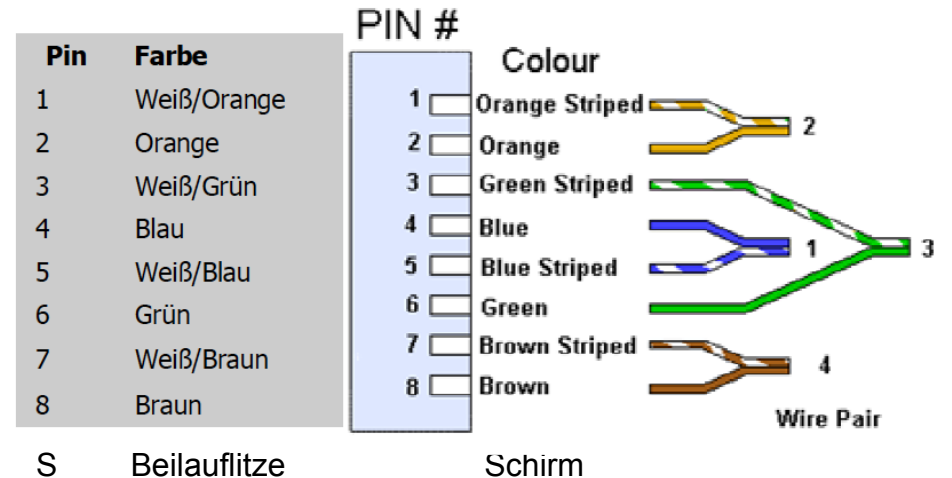 PIN #
Pin Farbe
Colour
1 Weiß/Orange
1 Orange Striped
2
2 Orange
2 Orange
3 Weiß/Grün
3 Green Striped
4 Blau
4 Blue
1
3
5 Weiß/Blau
5 Blue Striped
6 Grün
6 Green
7 Weiß/Braun
7 Brown Striped
4
8 Braun
8 Brown
Wire Pair
S Beilauflitze Schirm